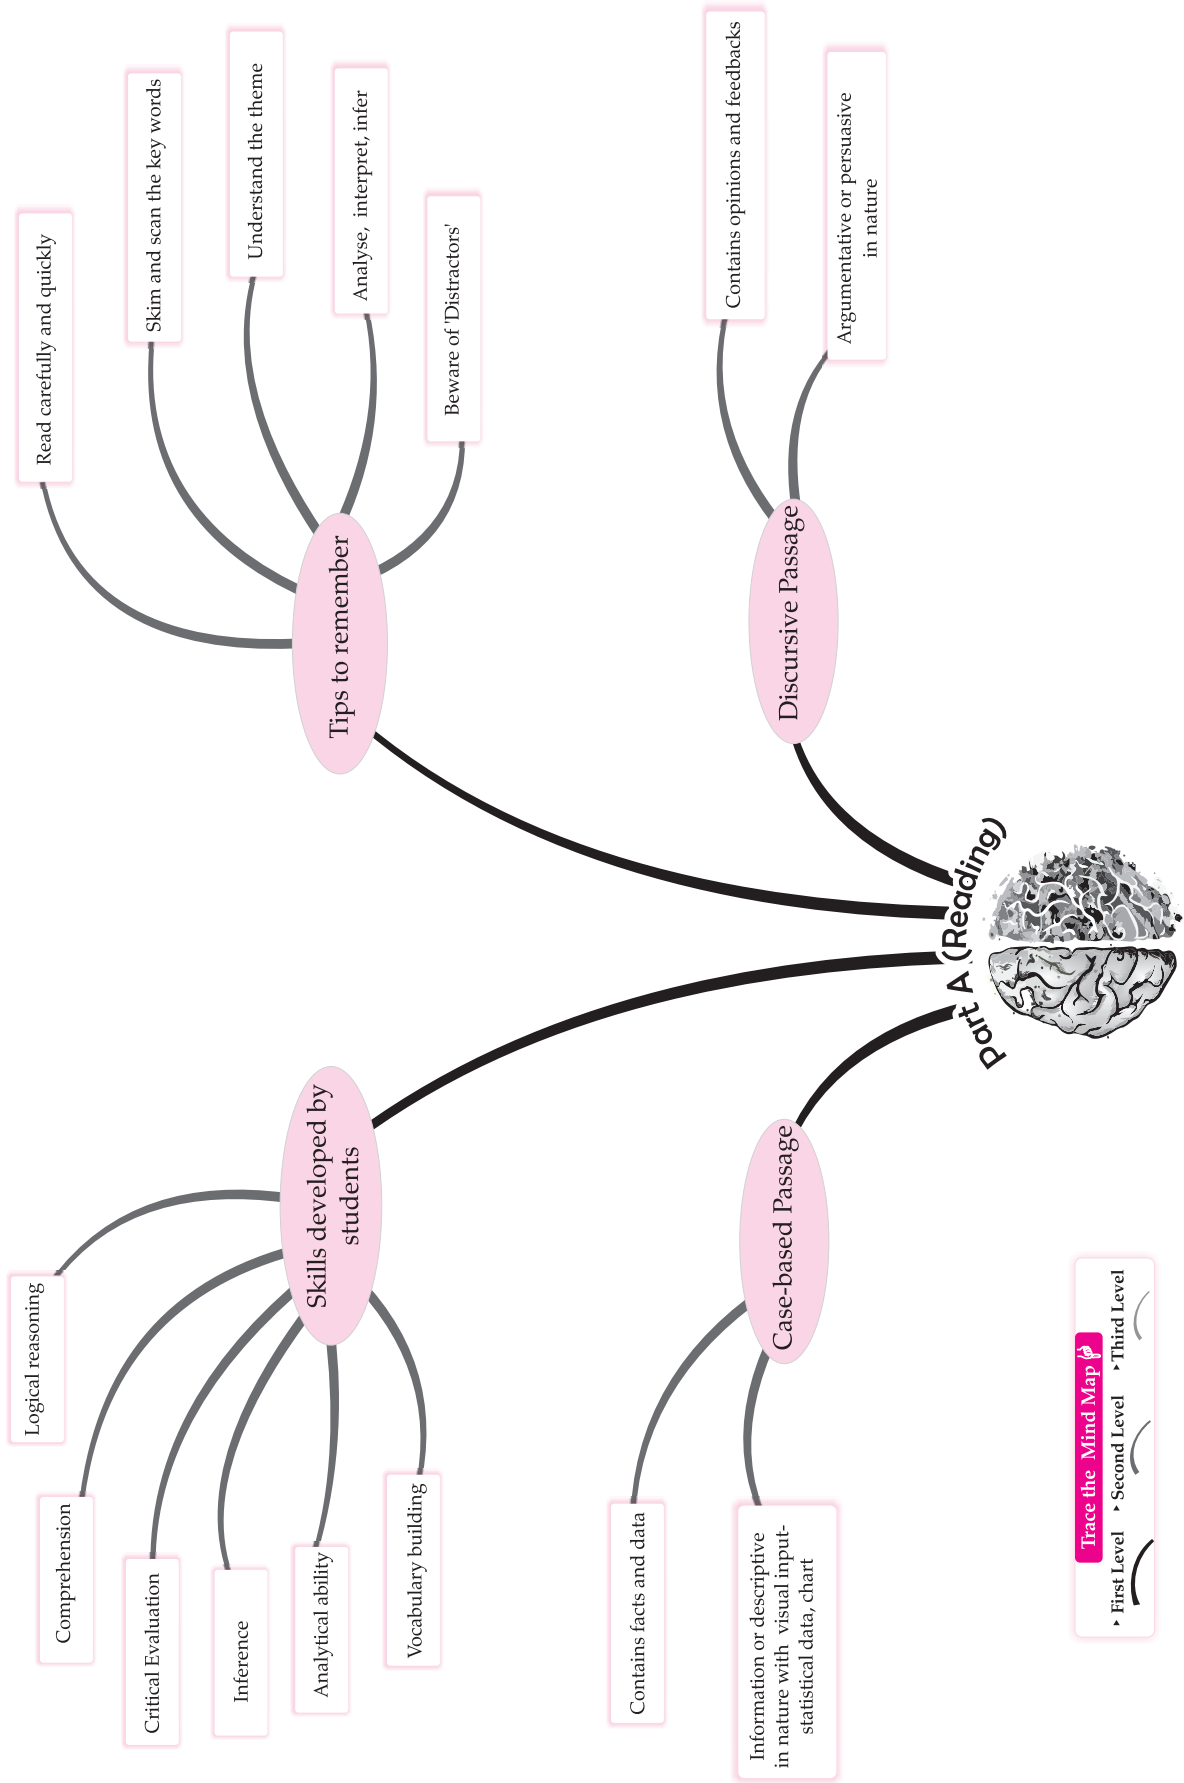 Part A (Reading)
Skills developed by
students
Logical reasoning
Comprehension
Critical Evaluation
Inference
Analytical ability
Vocabulary building
Tips to remember
Read carefully and quickly
Skim and scan the key words
Understand the theme
Analyse, interpret, infer
Beware of 'Distractors'
Case-based Passage
Contains facts and data
Information or descriptive
in nature with visual input-
statistical data, chart
Discursive Passage
Contains opinions and feedbacks
Argumentative or persuasive
in nature
Trace the Mind Map
First Level
Second Level
Third Level